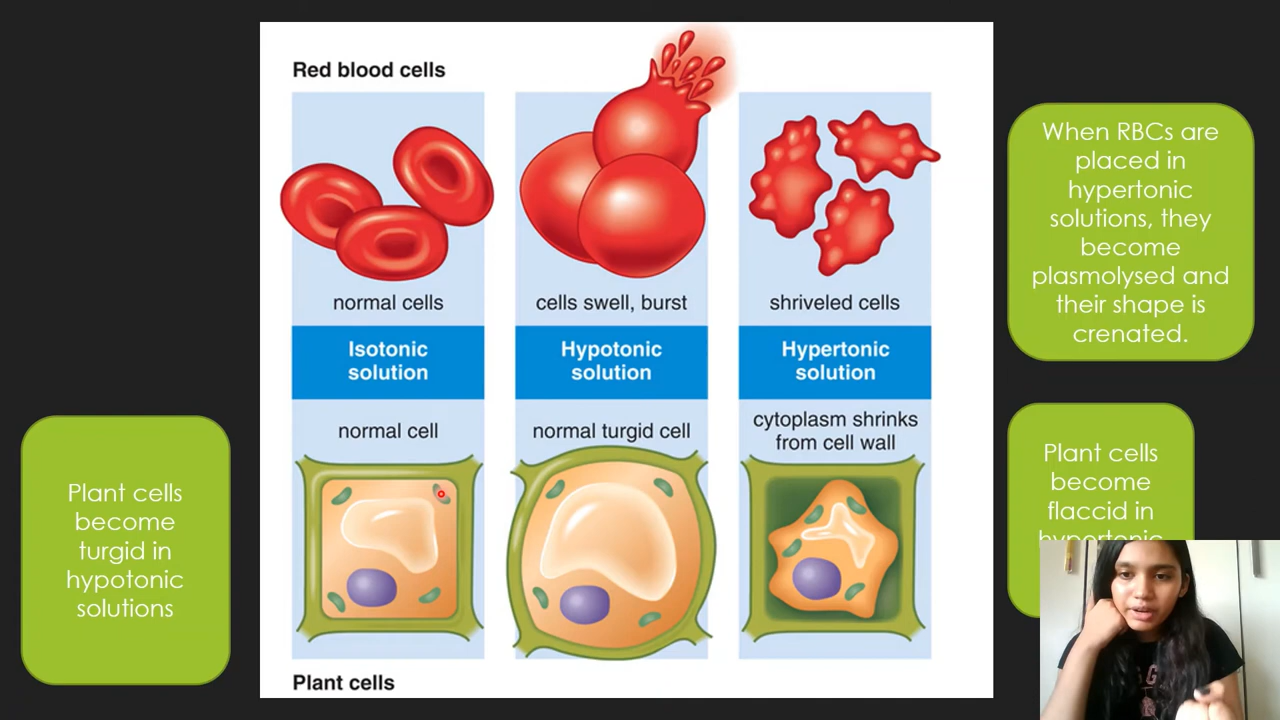 Red blood cells
normal cells
cells swell, burst
shriveled cells
Isotonic
solution
Hypotonic
solution
Hypertonic
solution
normal cell
normal turgid cell
cytoplasm shrinks
from cell wall
Plant cells
Plant cells
become
turgid in
hypotonic
solutions
When RBCs are
placed in
hypertonic
solutions, they
become
plasmolysed and
their shape is
crenated.
Plant cells
become
flaccid in
hypertonic